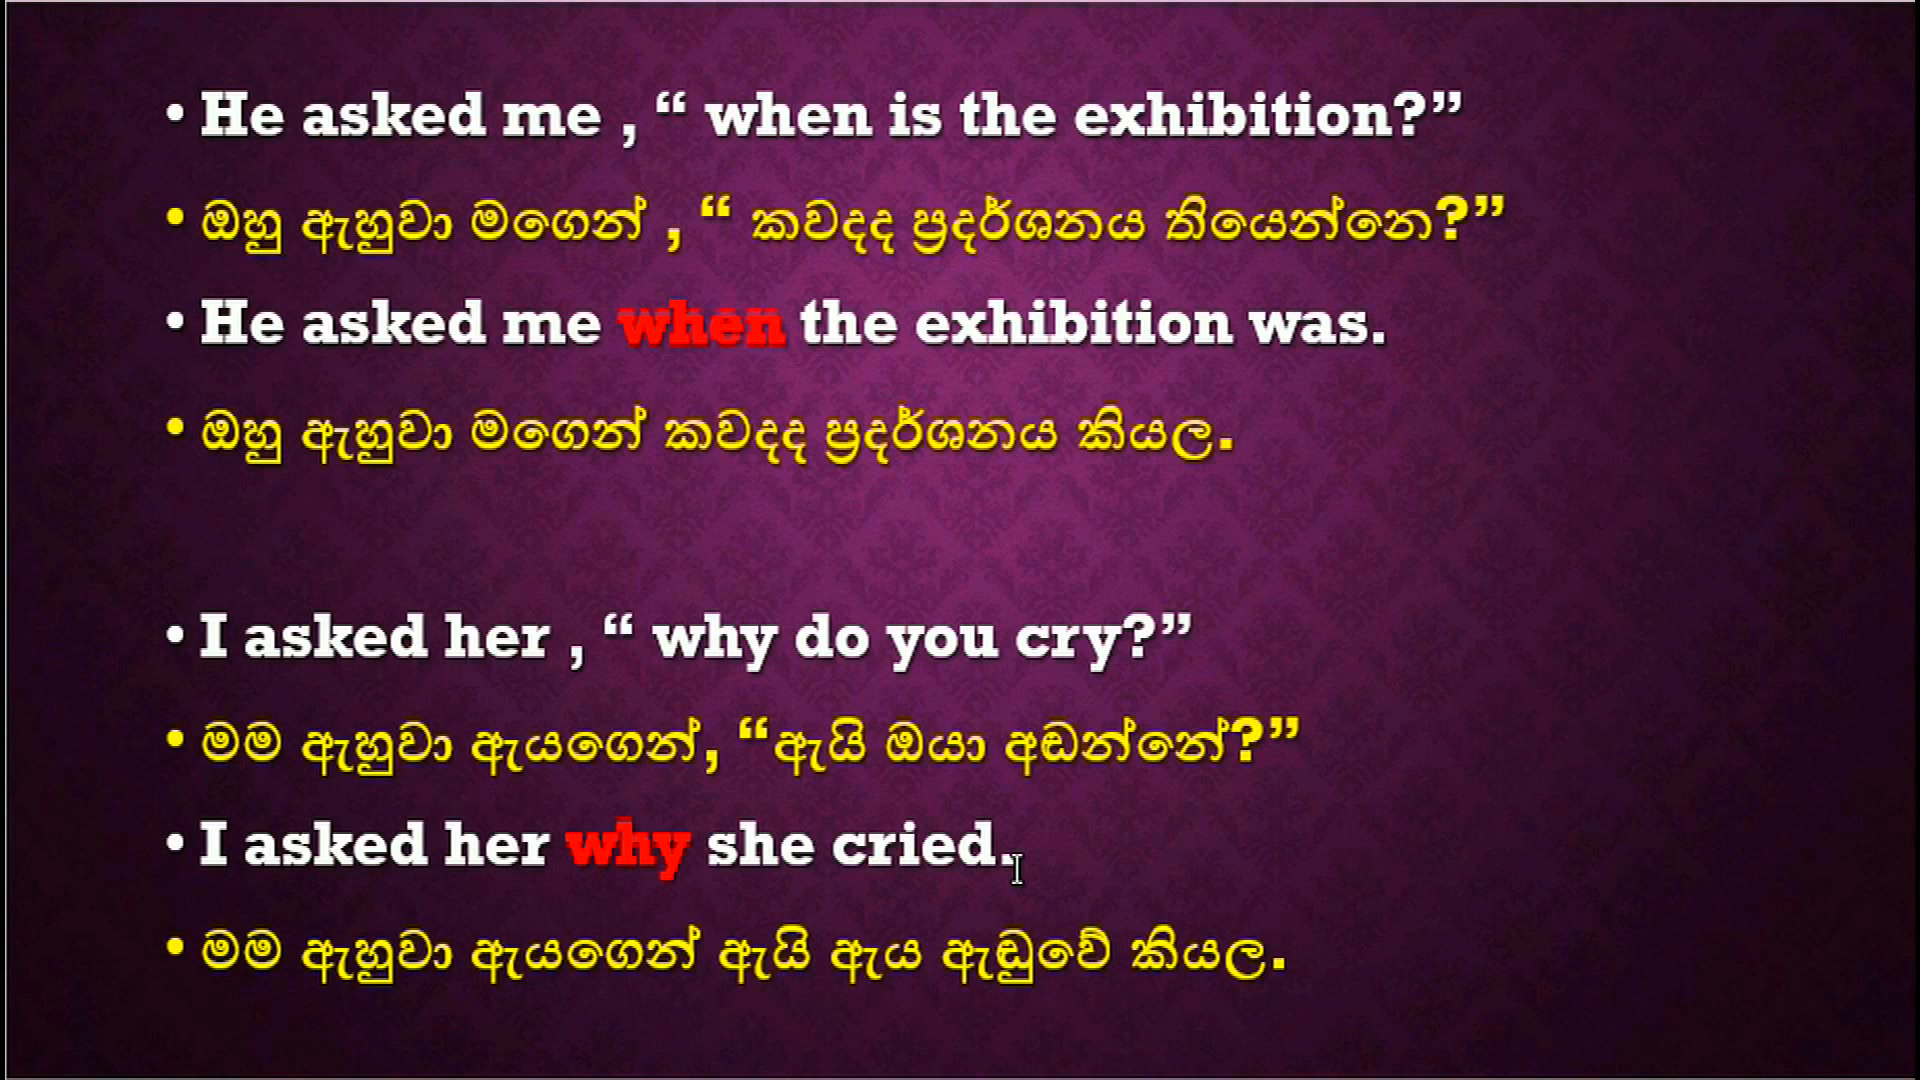 • He asked me , “ when is the exhibition?”
• ඔහු ඇහුවා මගෙන් , “ කවදද ප්‍රදර්ශනය තියෙන්නෙ?”
• He asked me when the exhibition was.
• ඔහු ඇහුවා මගෙන් කවදද ප්‍රදර්ශනය කියල.
• I asked her , “ why do you cry?”
• මම ඇහුවා ඇයගෙන්, “ඇයි ඔයා අඬන්නේ?”
• I asked her why she cried.
• මම ඇහුවා ඇයගෙන් ඇයි ඇය ඇඬුවේ කියල.